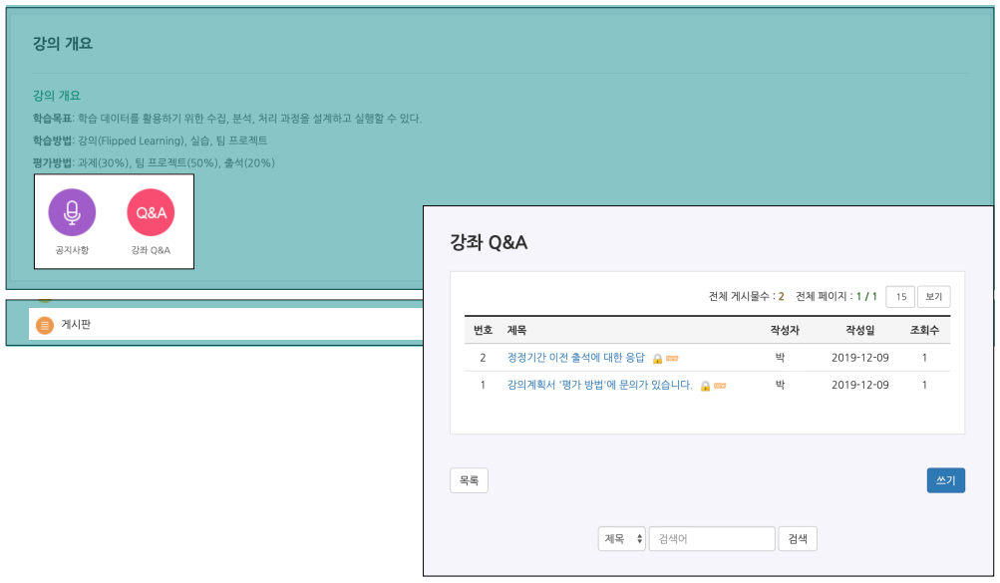 강의 개요
강의 개요
학습목표: 학습 데이터를 활용하기 위한 수집, 분석, 처리 과정을 설계하고 실행할 수 있다.
학습방법: 강의(Flipped Learning), 실습, 팀 프로젝트
평가방법: 과제(30%), 팀 프로젝트(50%), 출석(20%)
Q&A
공지사항 강좌 Q&A
게시판
강좌 Q&A
전체 게시물수 : 2 전체 페이지 : 1 / 1 15 보기
번호 제목 작성자 작성일 조회수
2 정정기간 이전 출석에 대한 응답 박 2019-12-09 1
1 강의계획서 '평가 방법'에 문의가 있습니다. 박 2019-12-09 1
목록 쓰기
제목 검색어 검색